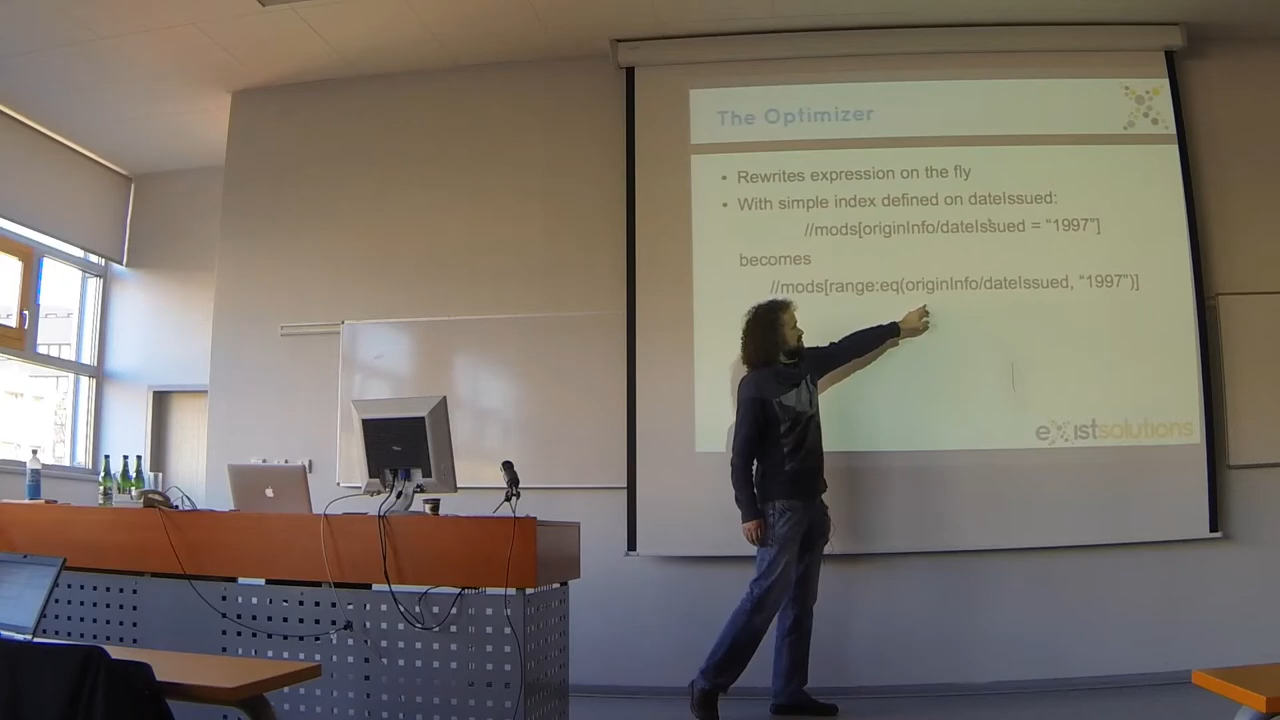 The Optimizer
• Rewrites expression on the fly
• With simple index defined on dateIssued:
//mods[originInfo/dateIssued = “1997”]
becomes
//mods[range:eq(originInfo/dateIssued, “1997”)]
eXistsolutions